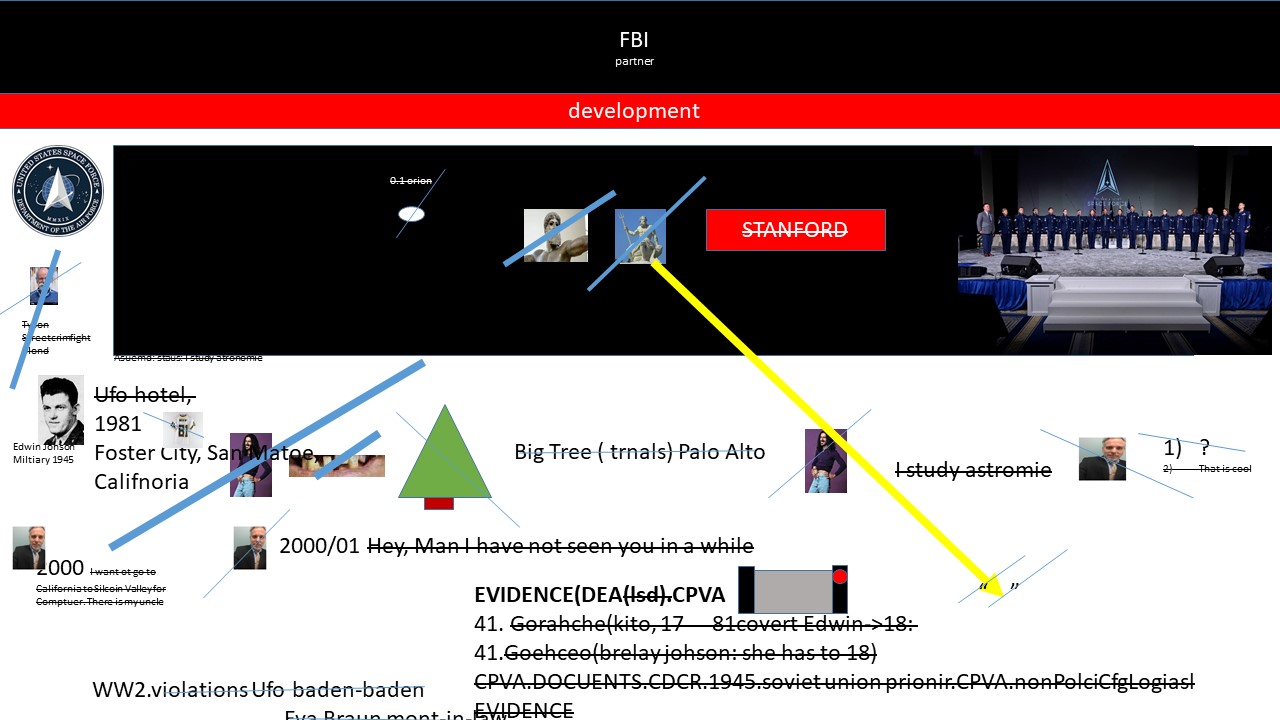 FBI
partner
development
UNITED STATES SPACE FORCE
DEPARTMENT OF THE AIR FORCE
MMXIX
0.1 orion
STANFORD
SPACE FORCE
Streetcrimfight
Asuemd: staus: I study atronomie
Ufo hotel,
1981
Foster City, San Matoe,
Califnoria
Edwin Johson
Miltiary 1945
Big Tree ( trnals) Palo Alto
I study astromie
1) ?
2) That is cool
2000/01 Hey, Man I have not seen you in a while
2000 I want ot go to
California to Silcoin Valley for
Comptuer. There is my uncle
“ ”
EVIDENCE(DEA(lsd).CPVA
41. Gorahche(kito, 17 81covert Edwin->18:
41.Goehceo(brelay johson: she has to 18)
CPVA.DOCUENTS.CDCR.1945.soviet union prionir.CPVA.nonPolciCfgLogiasl
EVIDENCE
WW2.violations Ufo baden-baden
Eva Braun mont-in-law